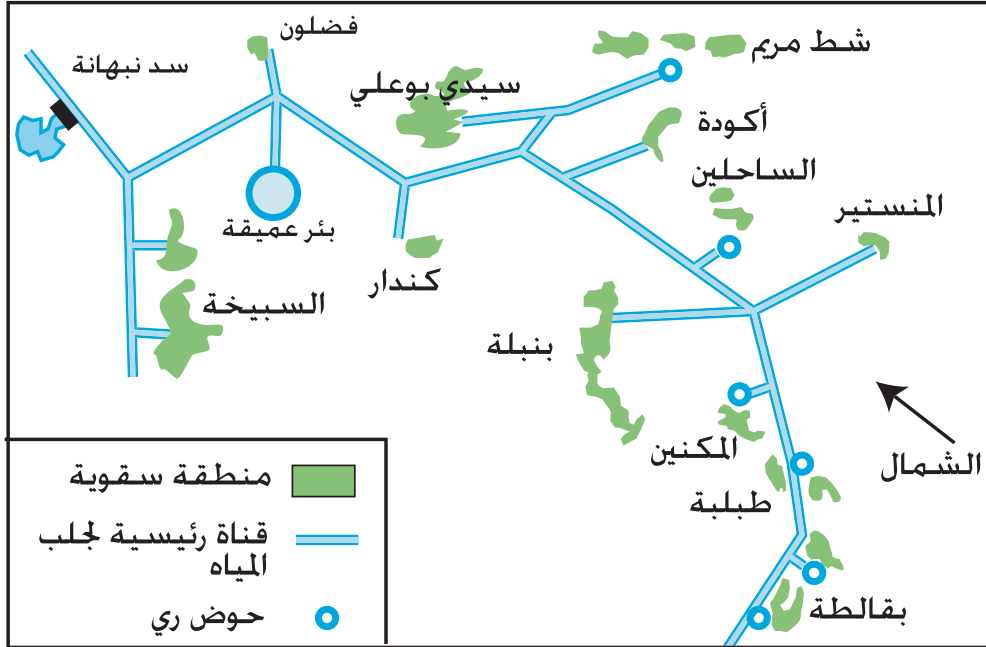 فضلون
سد نبهانة
شط مريم
سيدي بوعلي
أكودة
الساحلين
المنستير
بئر عميقة
كندار
السبيخة
بنبلة
المكنين
الشمال
طبلبة
بقالطة
منطقة سقوية
قناة رئيسية لجلب
المياه
حوض ري